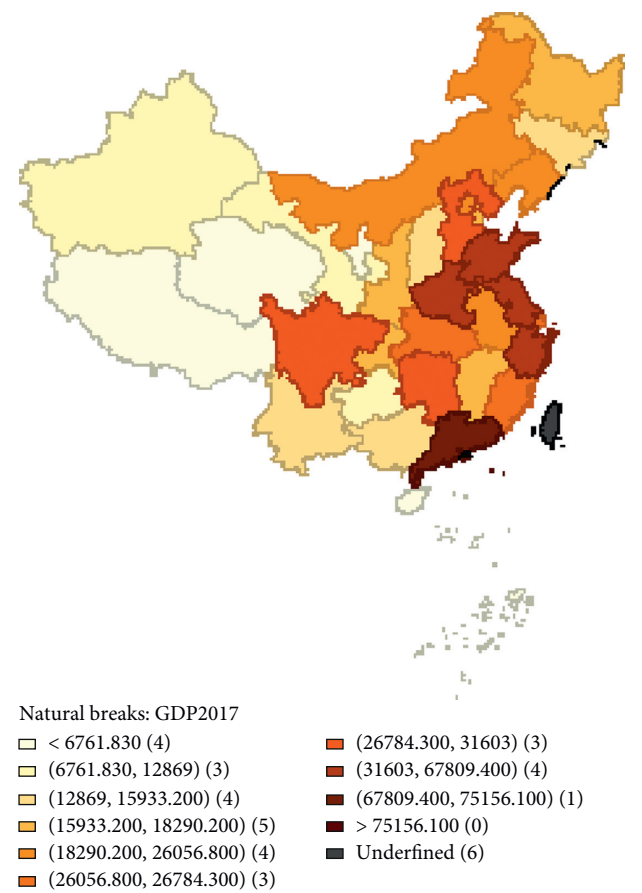 Natural breaks: GDP2017
< 6761.830 (4)
(6761.830, 12869) (3)
(12869, 15933.200) (4)
(15933.200, 18290.200) (5)
(18290.200, 26056.800) (4)
(26056.800, 26784.300) (3)
(26784.300, 31603) (3)
(31603, 67809.400) (4)
(67809.400, 75156.100) (1)
> 75156.100 (0)
Underfined (6)